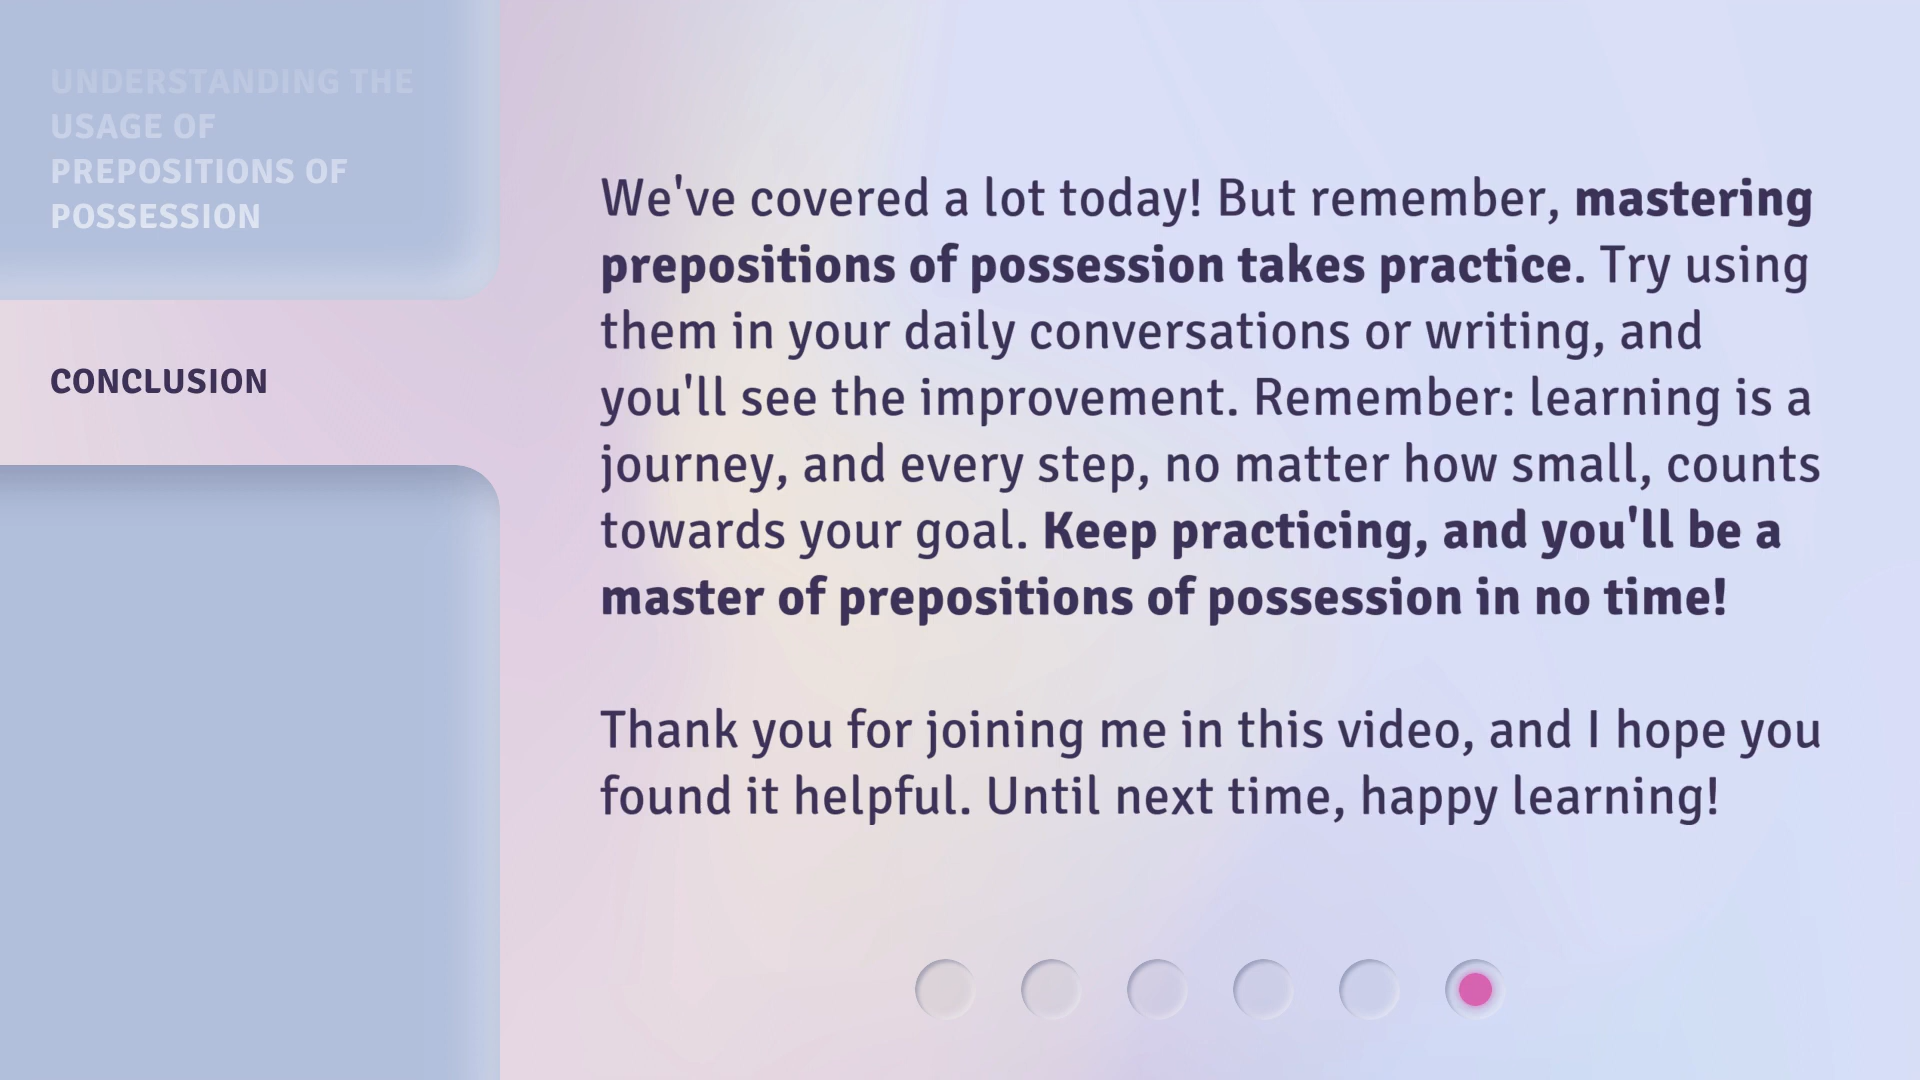 UNDERSTANDING THE
USAGE OF
PREPOSITIONS OF
POSSESSION
CONCLUSION
We've covered a lot today! But remember, mastering
prepositions of possession takes practice. Try using
them in your daily conversations or writing, and
you'll see the improvement. Remember: learning is a
journey, and every step, no matter how small, counts
towards your goal. Keep practicing, and you'll be a
master of prepositions of possession in no time!
Thank you for joining me in this video, and I hope you
found it helpful. Until next time, happy learning!